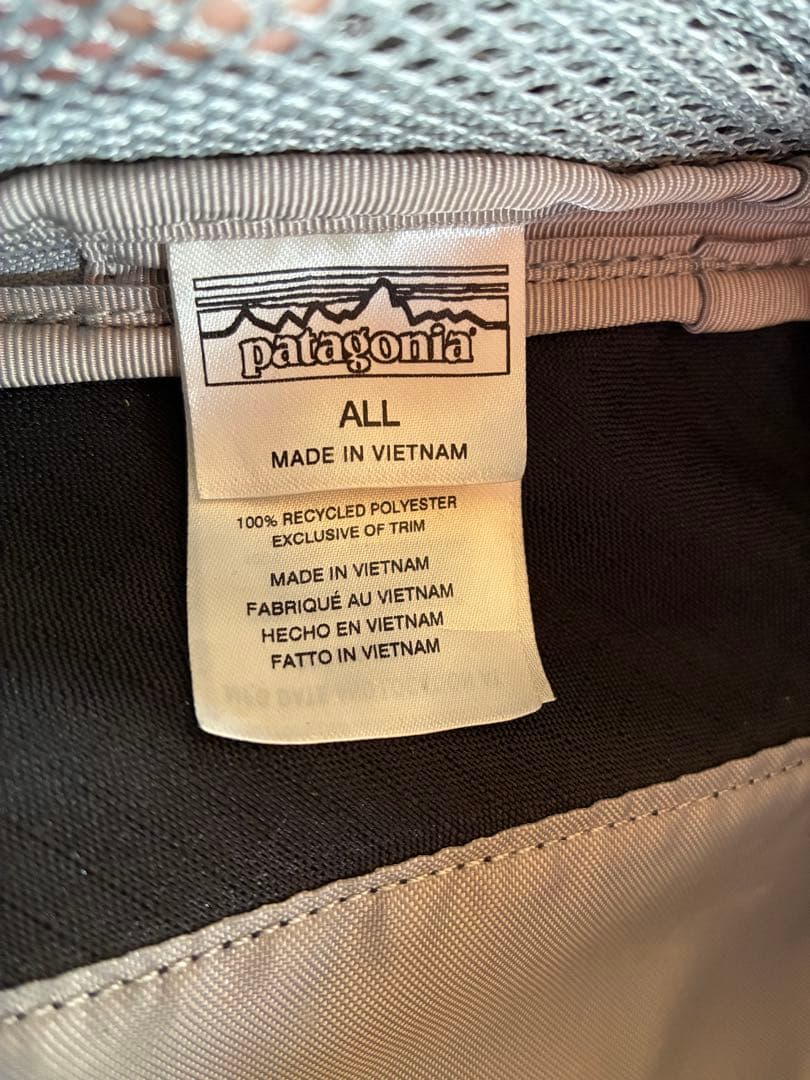 patagonia®
ALL
MADE IN VIETNAM
100% RECYCLED POLYESTER
EXCLUSIVE OF TRIM
MADE IN VIETNAM
FABRIQUÉ AU VIETNAM
HECHO EN VIETNAM
FATTO IN VIETNAM